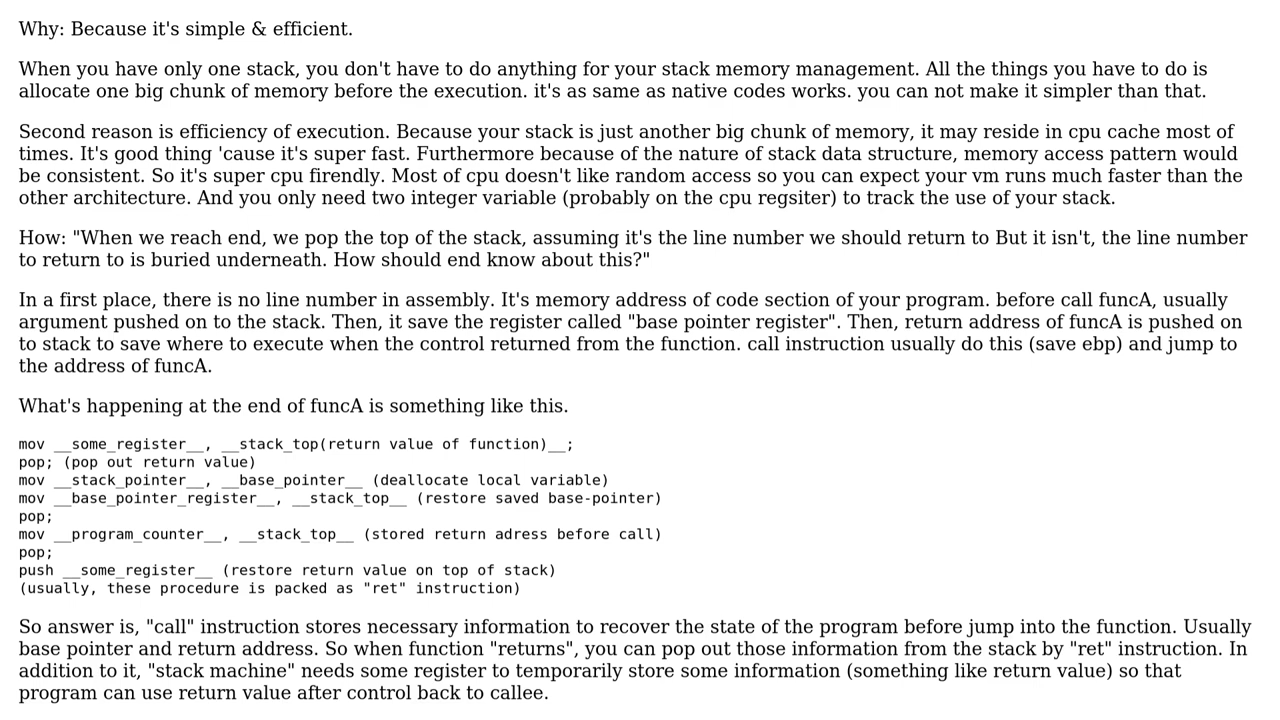 Why: Because it's simple & efficient.
When you have only one stack, you don't have to do anything for your stack memory management. All the things you have to do is
allocate one big chunk of memory before the execution. it's as same as native codes works. you can not make it simpler than that.
Second reason is efficiency of execution. Because your stack is just another big chunk of memory, it may reside in cpu cache most of
times. It's good thing 'cause it's super fast. Furthermore because of the nature of stack data structure, memory access pattern would
be consistent. So it's super cpu firendly. Most of cpu doesn't like random access so you can expect your vm runs much faster than the
other architecture. And you only need two integer variable (probably on the cpu regsiter) to track the use of your stack.
How: "When we reach end, we pop the top of the stack, assuming it's the line number we should return to But it isn't, the line number
to return to is buried underneath. How should end know about this?"
In a first place, there is no line number in assembly. It's memory address of code section of your program. before call funcA, usually
argument pushed on to the stack. Then, it save the register called "base pointer register". Then, return address of funcA is pushed on
to stack to save where to execute when the control returned from the function. call instruction usually do this (save ebp) and jump to
the address of funcA.
What's happening at the end of funcA is something like this.
mov __some_register__, __stack_top(return value of function)__;
pop; (pop out return value)
mov __stack_pointer__, __base_pointer__ (deallocate local variable)
mov __base_pointer_register__, __stack_top__ (restore saved base-pointer)
pop;
mov __program_counter__, __stack_top__ (stored return adress before call)
pop;
push __some_register__ (restore return value on top of stack)
(usually, these procedure is packed as "ret" instruction)
So answer is, "call" instruction stores necessary information to recover the state of the program before jump into the function. Usually
base pointer and return address. So when function "returns", you can pop out those information from the stack by "ret" instruction. In
addition to it, "stack machine" needs some register to temporarily store some information (something like return value) so that
program can use return value after control back to callee.